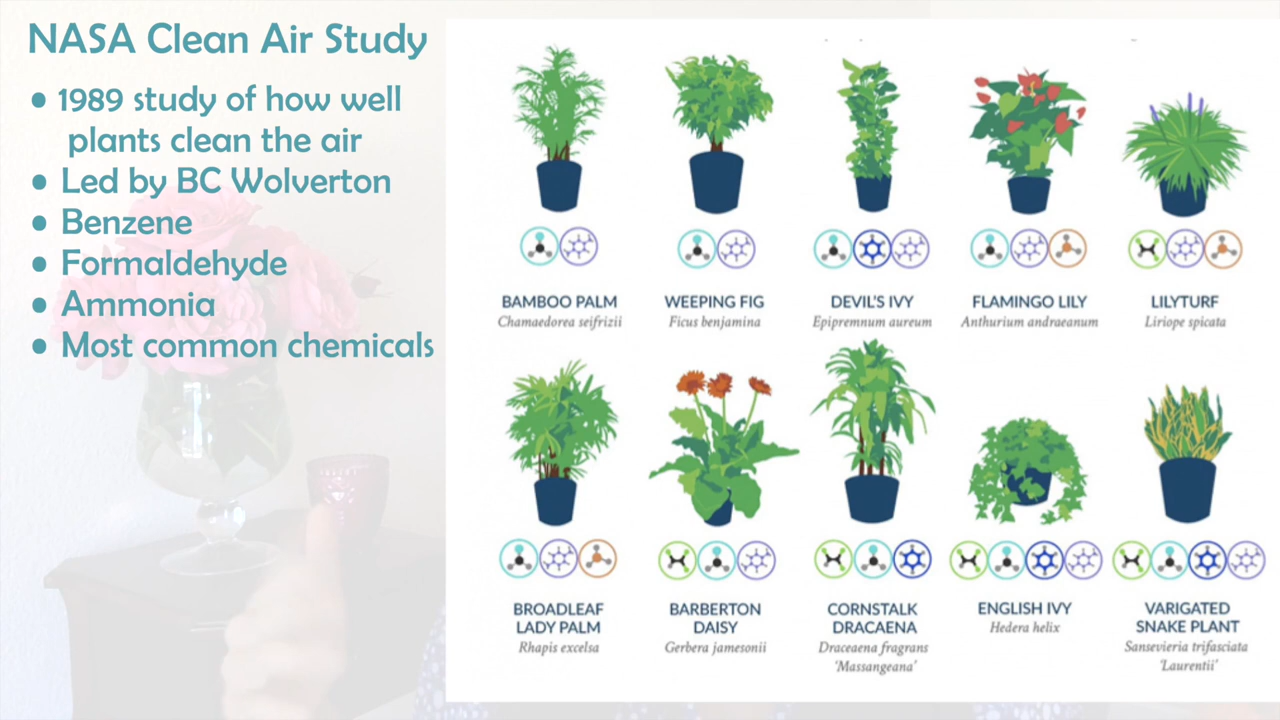 NASA Clean Air Study
• 1989 study of how well
plants clean the air
• Led by BC Wolverton
• Benzene
• Formaldehyde
• Ammonia
• Most common chemicals
BAMBOO PALM
Chamaedorea seifrizii
WEEPING FIG
Ficus benjamina
DEVIL'S IVY
Epipremnum aureum
FLAMINGO LILY
Anthurium andraeanum
LILYTURF
Liriope spicata
BROADLEAF
LADY PALM
Rhapis excelsa
BARBERTON
DAISY
Gerbera jamesonii
CORNSTALK
DRACAENA
Draceaena fragrans
'Massangeana'
ENGLISH IVY
Hedera helix
VARIGATED
SNAKE PLANT
Sansevieria trifasciata
'Laurentii'